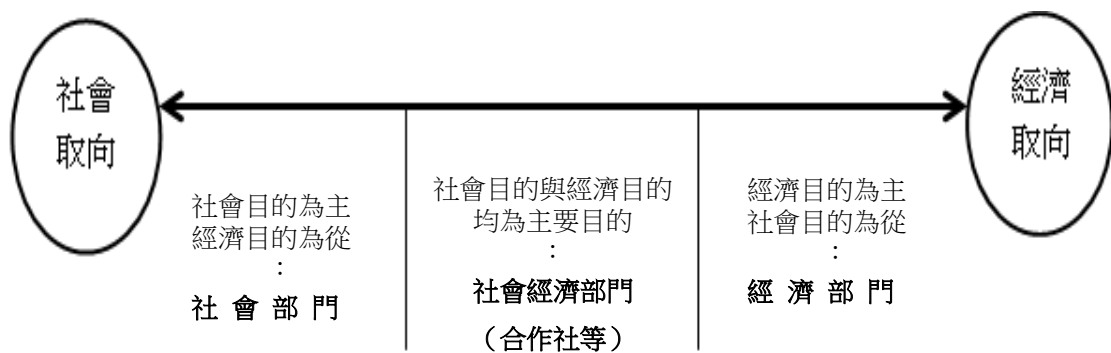 社會
取向
社會目的為主
經濟目的為從
：
社會部門
社會目的與經濟目的
均為主要目的
：
社會經濟部門
（合作社等）
經濟目的為主
社會目的為從
：
經濟部門
經濟
取向